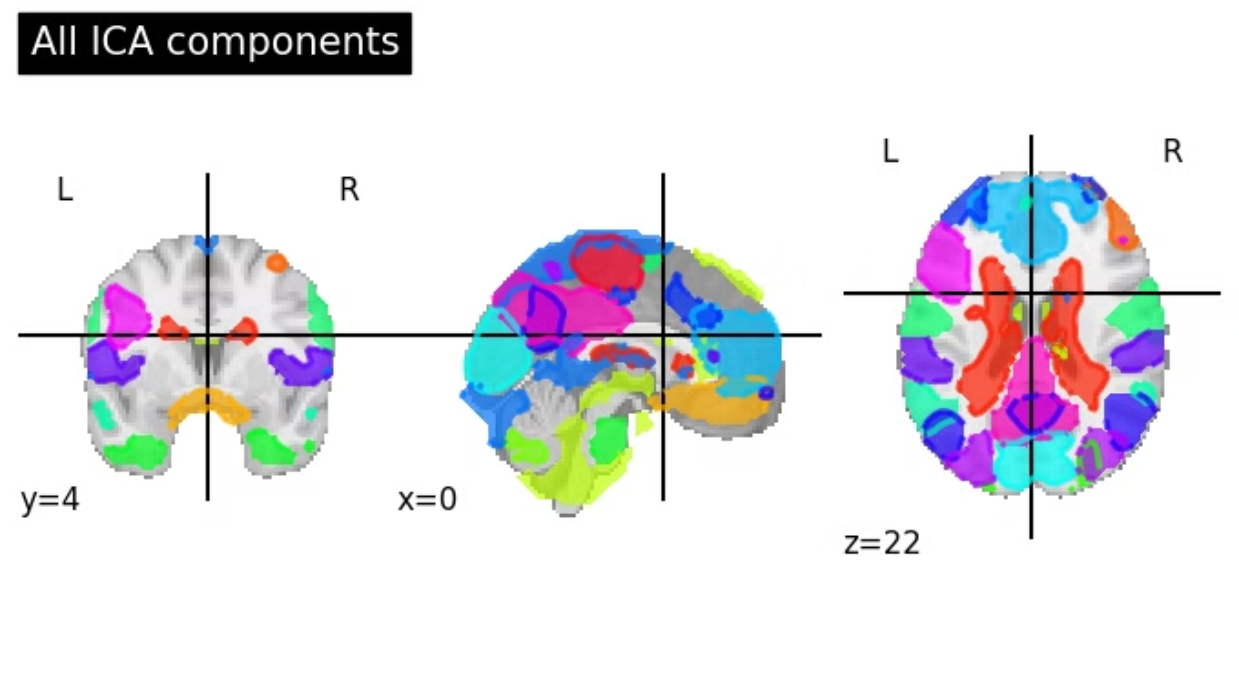 All ICA components
L R
L R
y=4
x=0
z=22